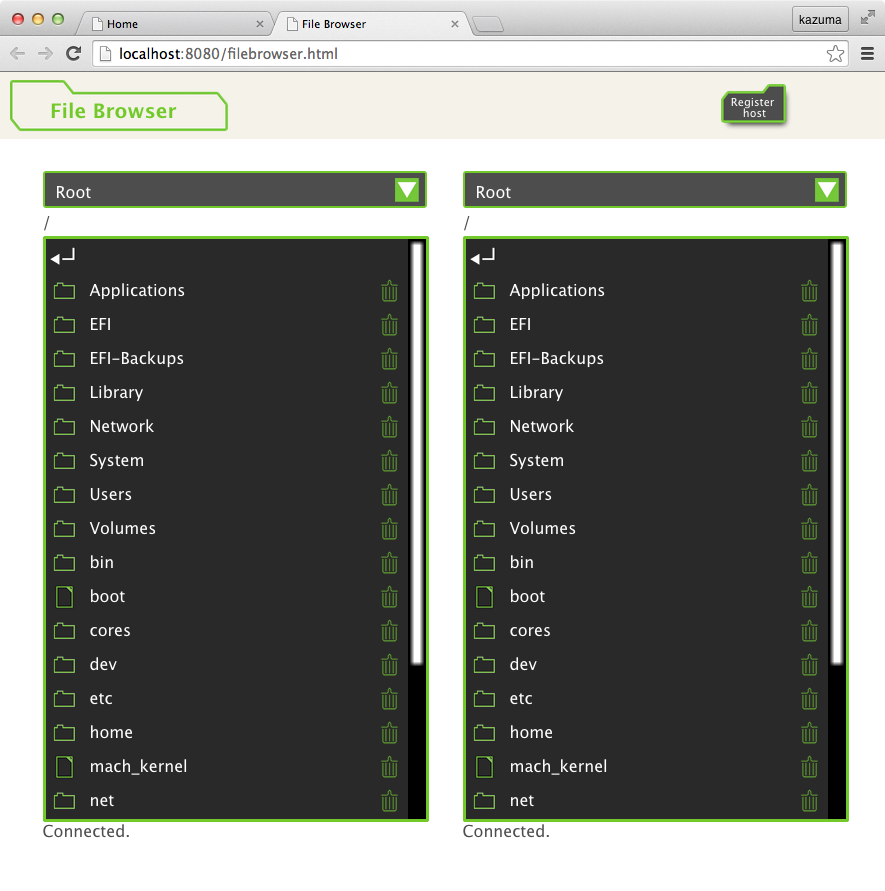 Home
File Browser
kazuma
localhost:8080/filebrowser.html
File Browser
Register
host
Root
/
Applications
EFI
EFI-Backups
Library
Network
System
Users
Volumes
bin
boot
cores
dev
etc
home
mach_kernel
net
Connected.
Root
/
Applications
EFI
EFI-Backups
Library
Network
System
Users
Volumes
bin
boot
cores
dev
etc
home
mach_kernel
net
Connected.